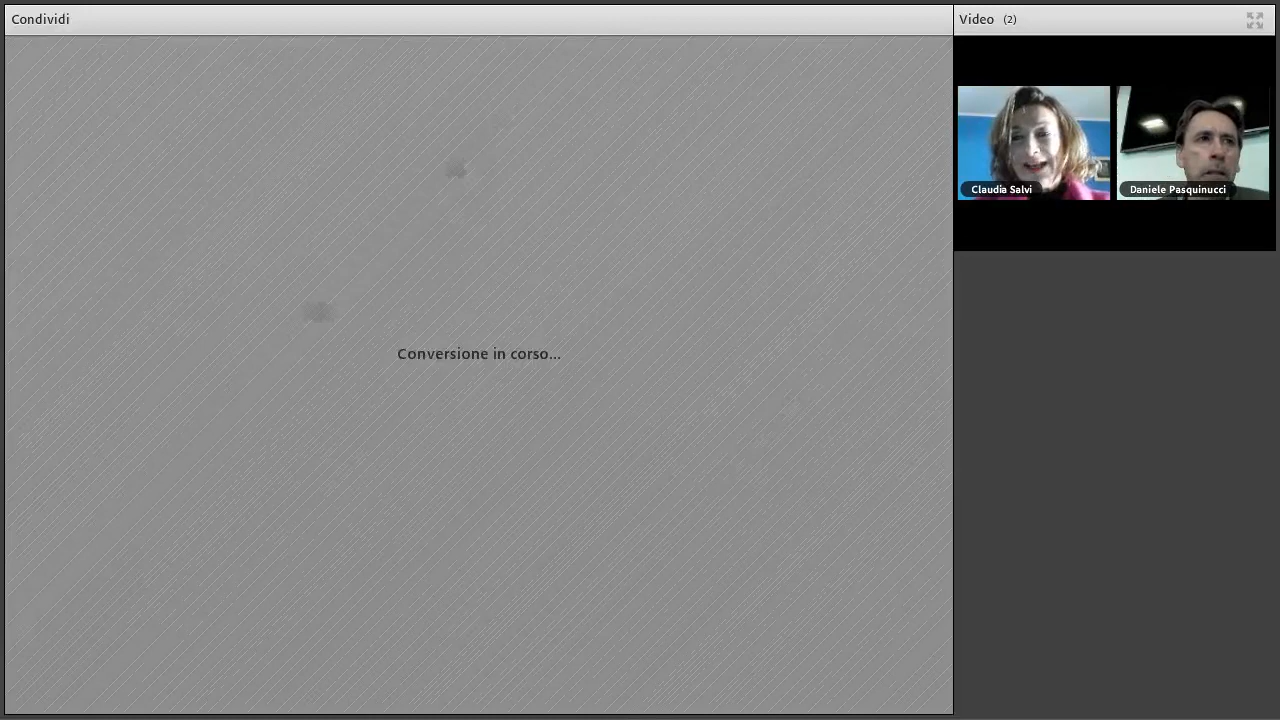 Condividi
Video (2)
Claudia Salvi
Daniele Pasquinucci
Conversione in corso...